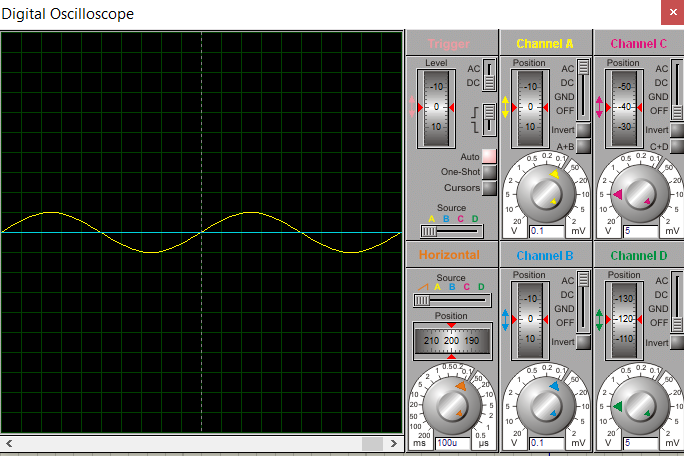 Digital Oscilloscope
×
Trigger
Level
AC
DC
-10
0
10
Auto
One-Shot
Cursors
Source
A B C D
Channel A
Position
AC
DC
GND
OFF
-10
0
10
Invert
A+B
0.5 0.2 0.1
1 50
2 20
5 10
10 5
20 2
V 0.1 mV
Channel C
Position
AC
DC
GND
OFF
-50
-40
-30
Invert
C+D
0.5 0.2 0.1
1 50
2 20
5 10
10 5
20 2
V 5 mV
Horizontal
Source
A B C D
Position
210 200 190
1 0.5 0.2 0.1
2 50
5 20
10 10
20 5
50 2
100 1
200 0.5
ms 100u µs
Channel B
Position
AC
DC
GND
OFF
-10
0
10
Invert
0.5 0.2 0.1
1 50
2 20
5 10
10 5
20 2
V 0.1 mV
Channel D
Position
AC
DC
GND
OFF
-130
-120
-110
Invert
0.5 0.2 0.1
1 50
2 20
5 10
10 5
20 2
V 5 mV